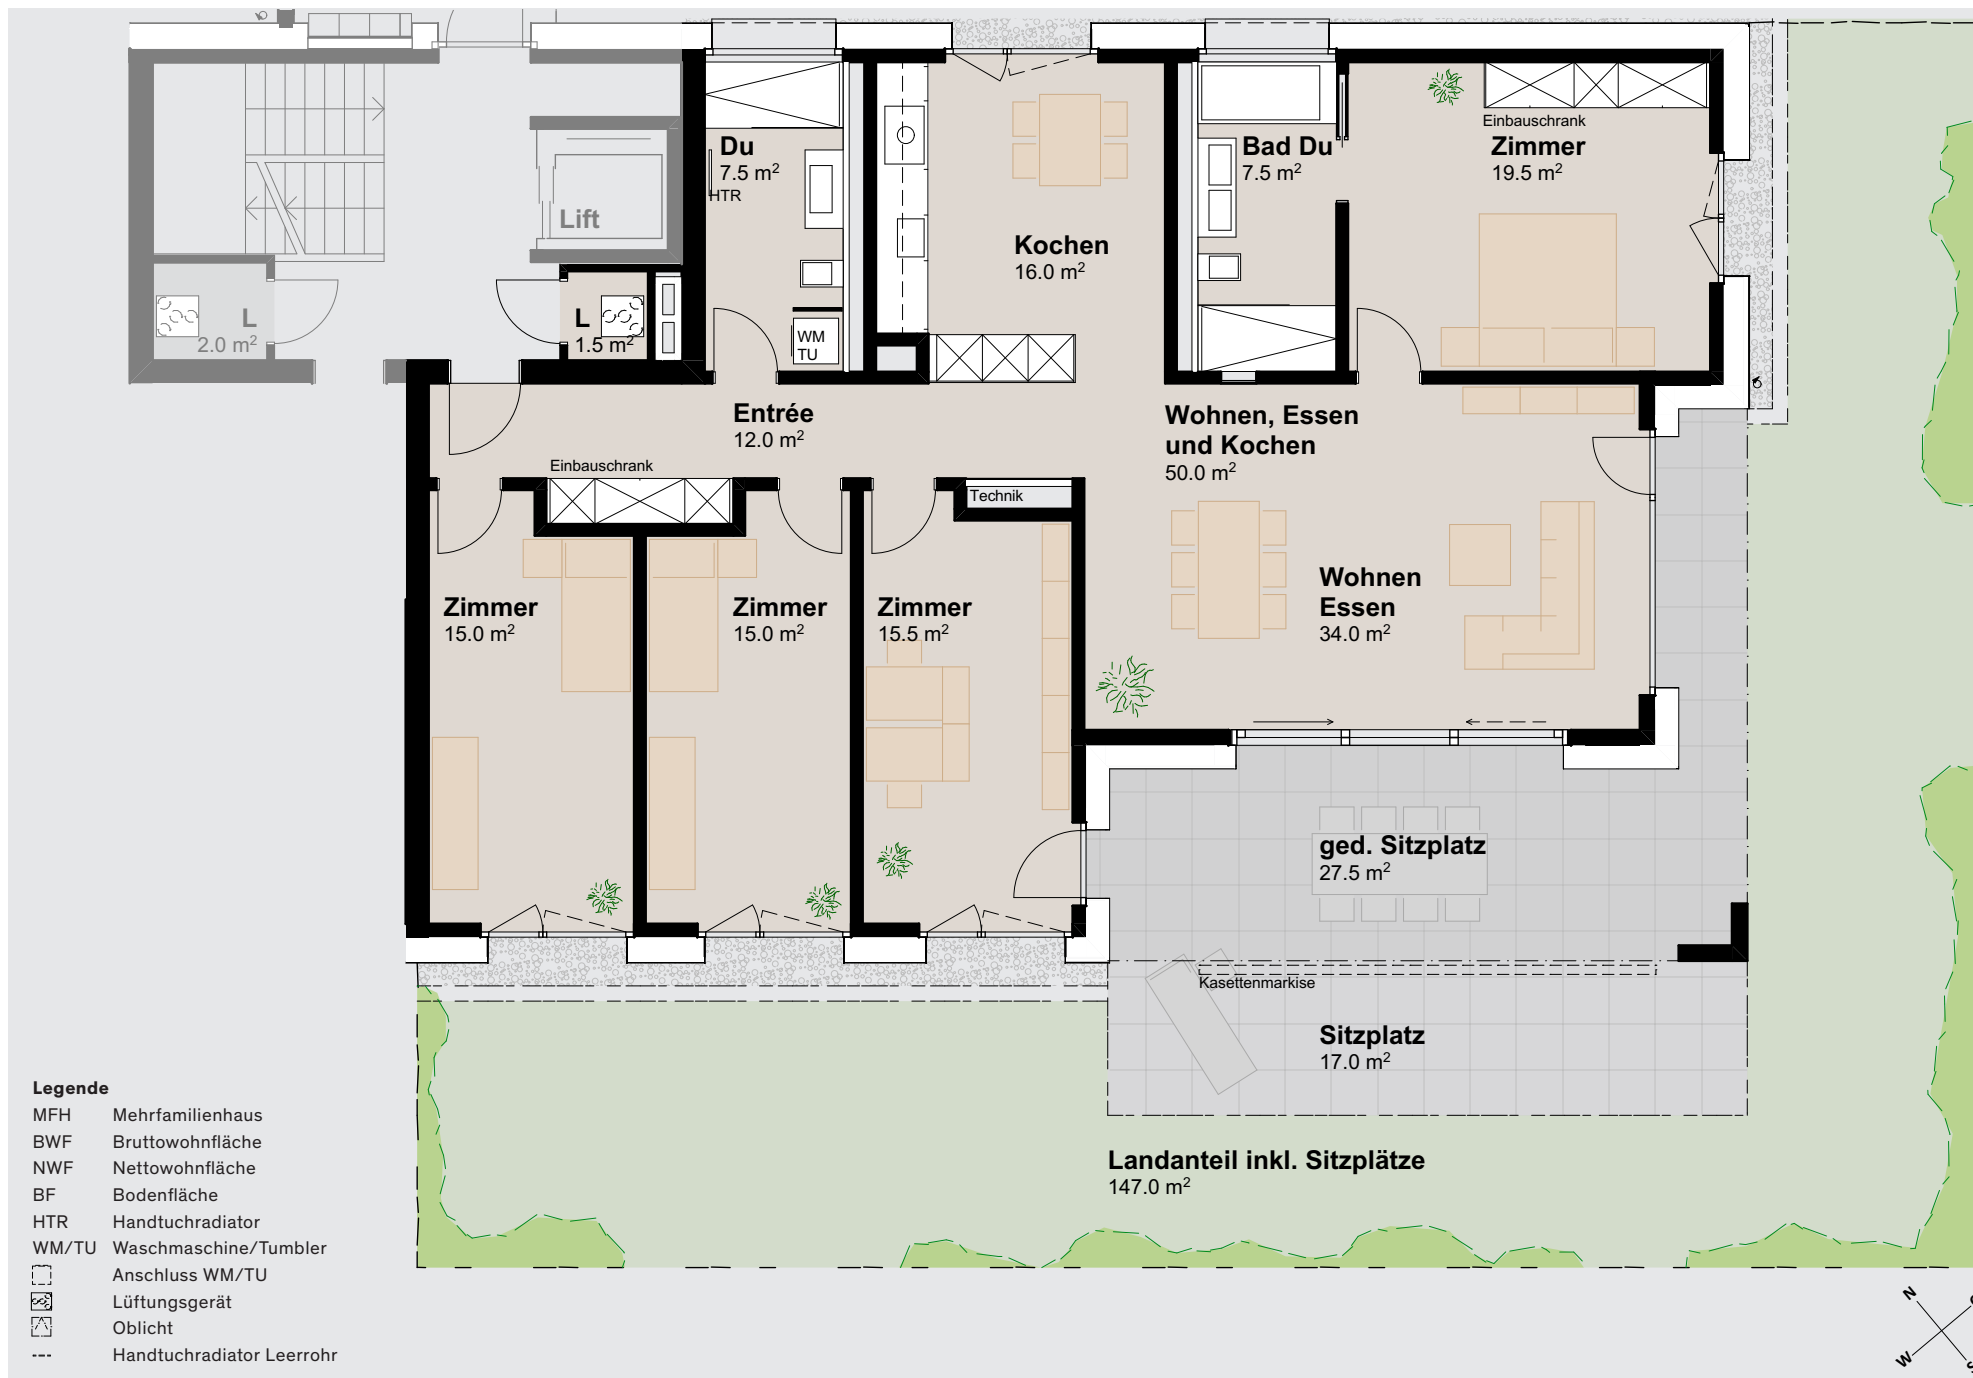 Du
7.5 m²
HTR
Lift
L
2.0 m²
L
1.5 m²
WM
TU
Kochen
16.0 m²
Bad Du
7.5 m²
Einbauschrank
Zimmer
19.5 m²
Entrée
12.0 m²
Einbauschrank
Technik
Wohnen, Essen
und Kochen
50.0 m²
Zimmer
15.0 m²
Zimmer
15.0 m²
Zimmer
15.5 m²
Wohnen
Essen
34.0 m²
ged. Sitzplatz
27.5 m²
Kasettenmarkise
Sitzplatz
17.0 m²
Landanteil inkl. Sitzplätze
147.0 m²
Legende
MFH Mehrfamilienhaus
BWF Bruttowohnfläche
NWF Nettowohnfläche
BF Bodenfläche
HTR Handtuchradiator
WM/TU Waschmaschine/Tumbler
Anschluss WM/TU
Lüftungsgerät
Oblicht
Handtuchradiator Leerrohr
N
W